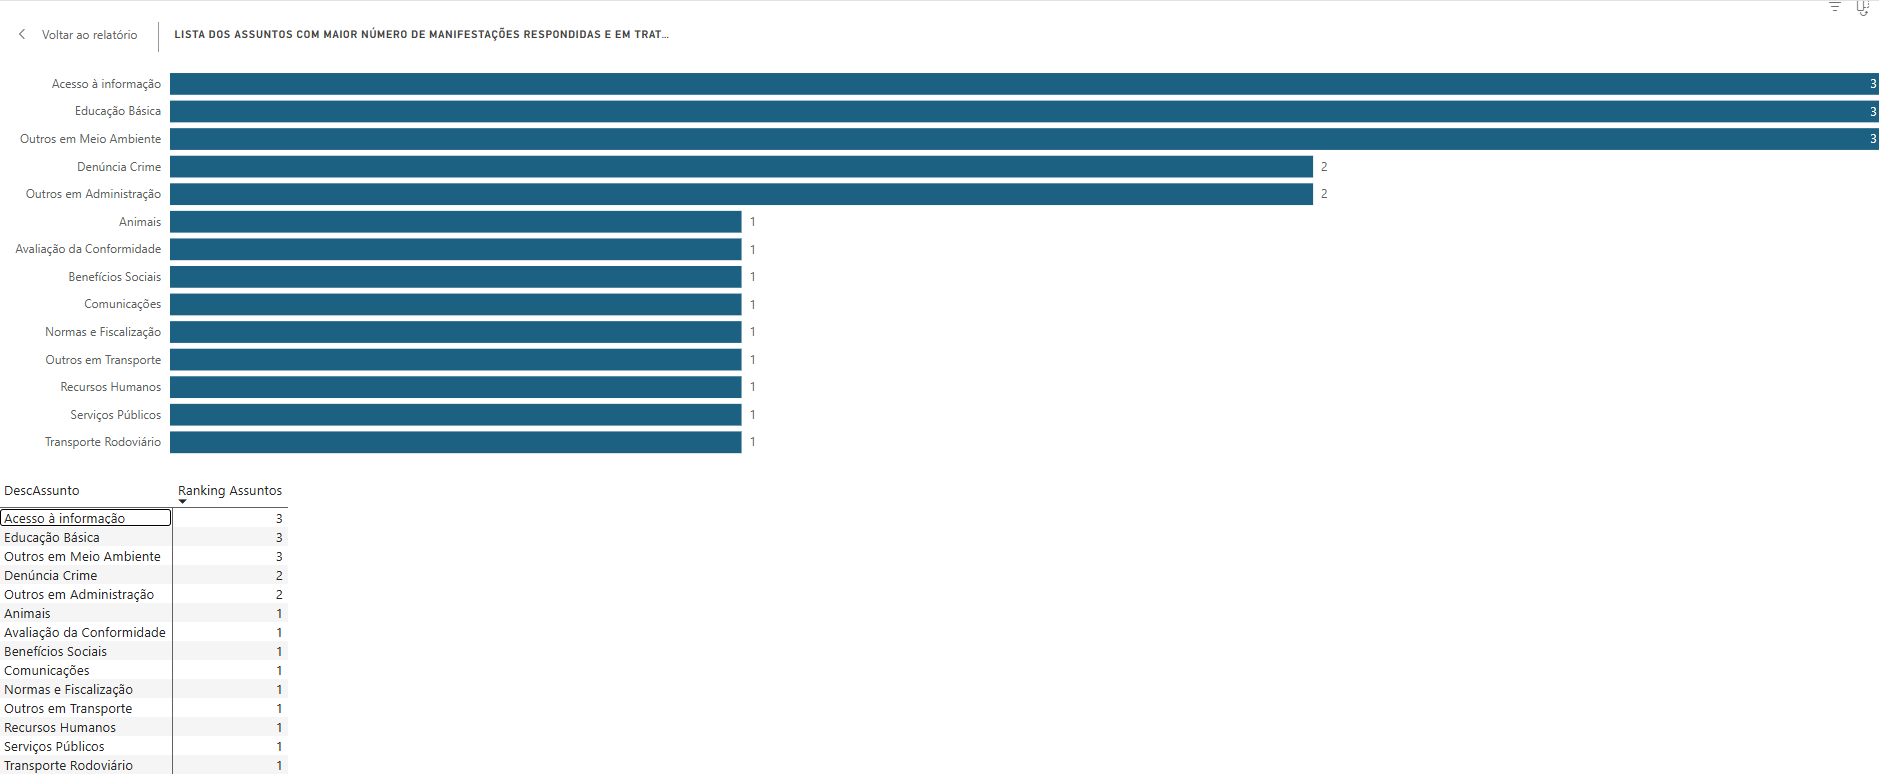 Voltar ao relatório
LISTA DOS ASSUNTOS COM MAIOR NÚMERO DE MANIFESTAÇÕES RESPONDIDAS E EM TRAT...
Acesso à informação 3
Educação Básica 3
Outros em Meio Ambiente 3
Denúncia Crime 2
Outros em Administração 2
Animais 1
Avaliação da Conformidade 1
Benefícios Sociais 1
Comunicações 1
Normas e Fiscalização 1
Outros em Transporte 1
Recursos Humanos 1
Serviços Públicos 1
Transporte Rodoviário 1
DescAssunto Ranking Assuntos
Acesso à informação 3
Educação Básica 3
Outros em Meio Ambiente 3
Denúncia Crime 2
Outros em Administração 2
Animais 1
Avaliação da Conformidade 1
Benefícios Sociais 1
Comunicações 1
Normas e Fiscalização 1
Outros em Transporte 1
Recursos Humanos 1
Serviços Públicos 1
Transporte Rodoviário 1